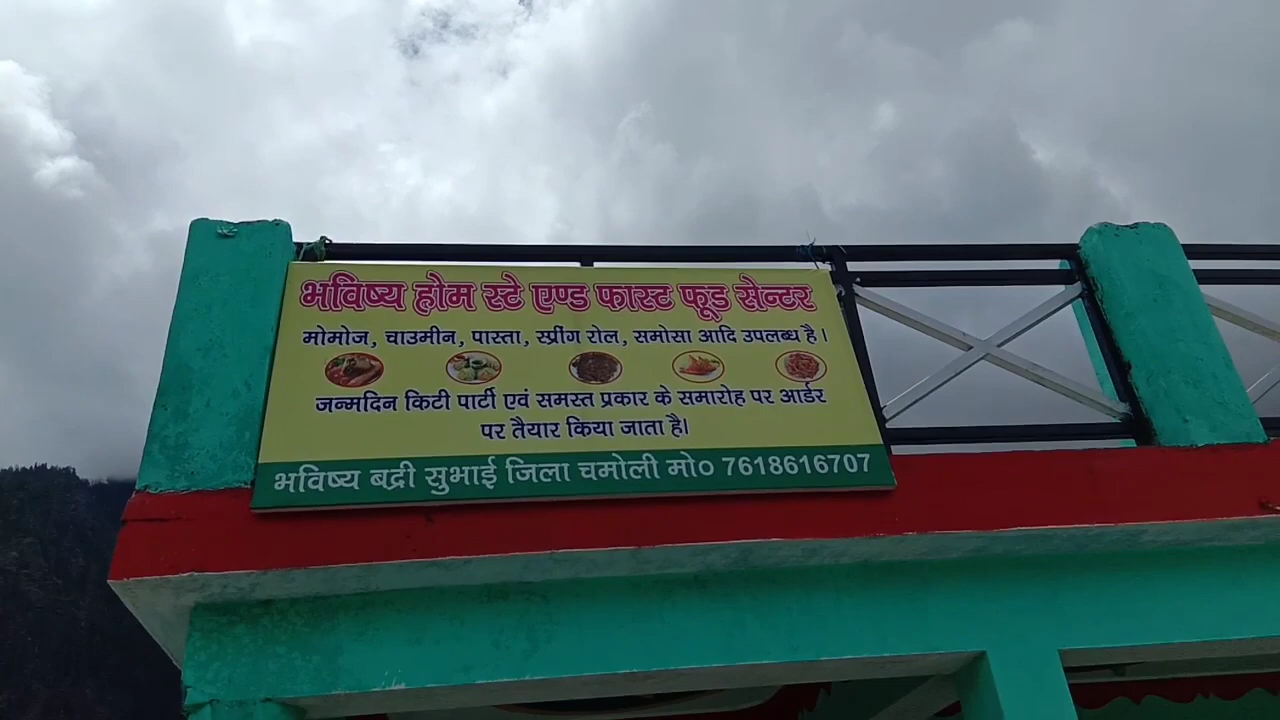 भविष्य होम स्टे एण्ड फास्ट फूड सेन्टर
मोमोज, चाउमीन, पास्ता, स्प्रींग रोल, समोसा आदि उपलब्ध है।
जन्मदिन किटी पार्टी एवं समस्त प्रकार के समारोह पर आर्डर
पर तैयार किया जाता है।
भविष्य बद्री सुभाई जिला चमोली मो० 7618616707